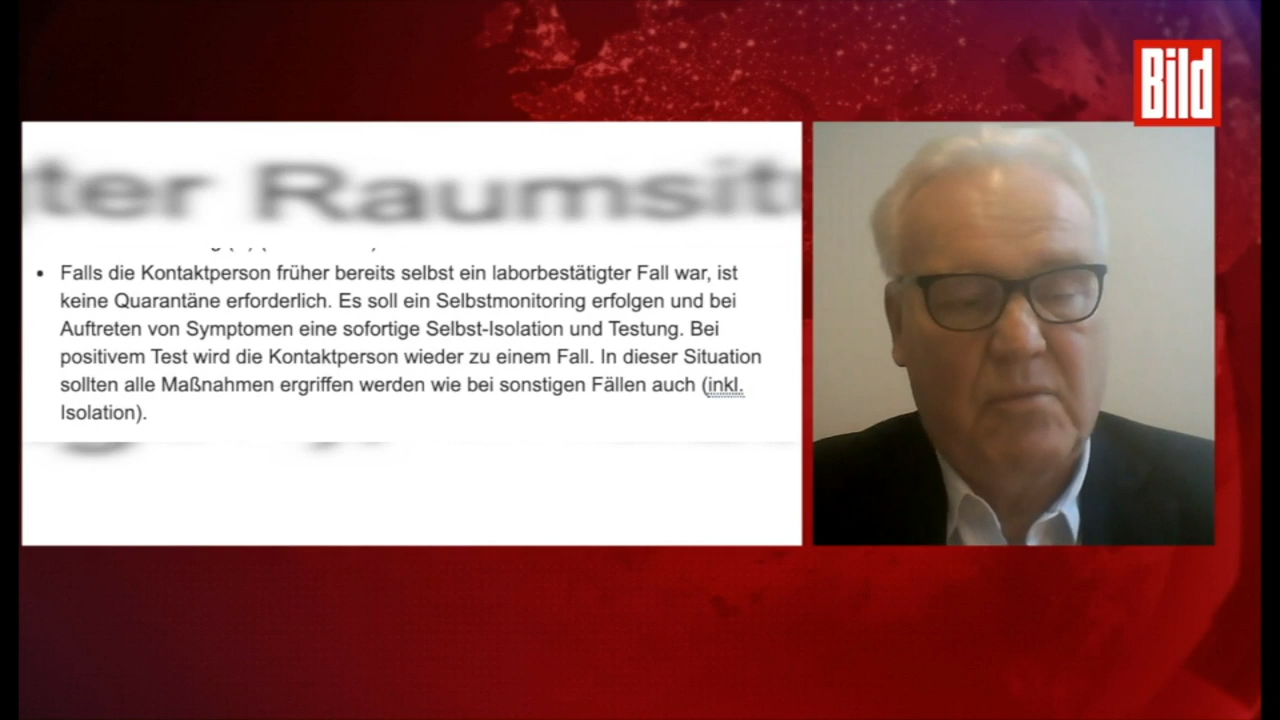 Bild
ter Raumsit
Falls die Kontaktperson früher bereits selbst ein laborbestätigter Fall war, ist
keine Quarantäne erforderlich. Es soll ein Selbstmonitoring erfolgen und bei
Auftreten von Symptomen eine sofortige Selbst-Isolation und Testung. Bei
positivem Test wird die Kontaktperson wieder zu einem Fall. In dieser Situation
sollten alle Maßnahmen ergriffen werden wie bei sonstigen Fällen auch (inkl.
Isolation).